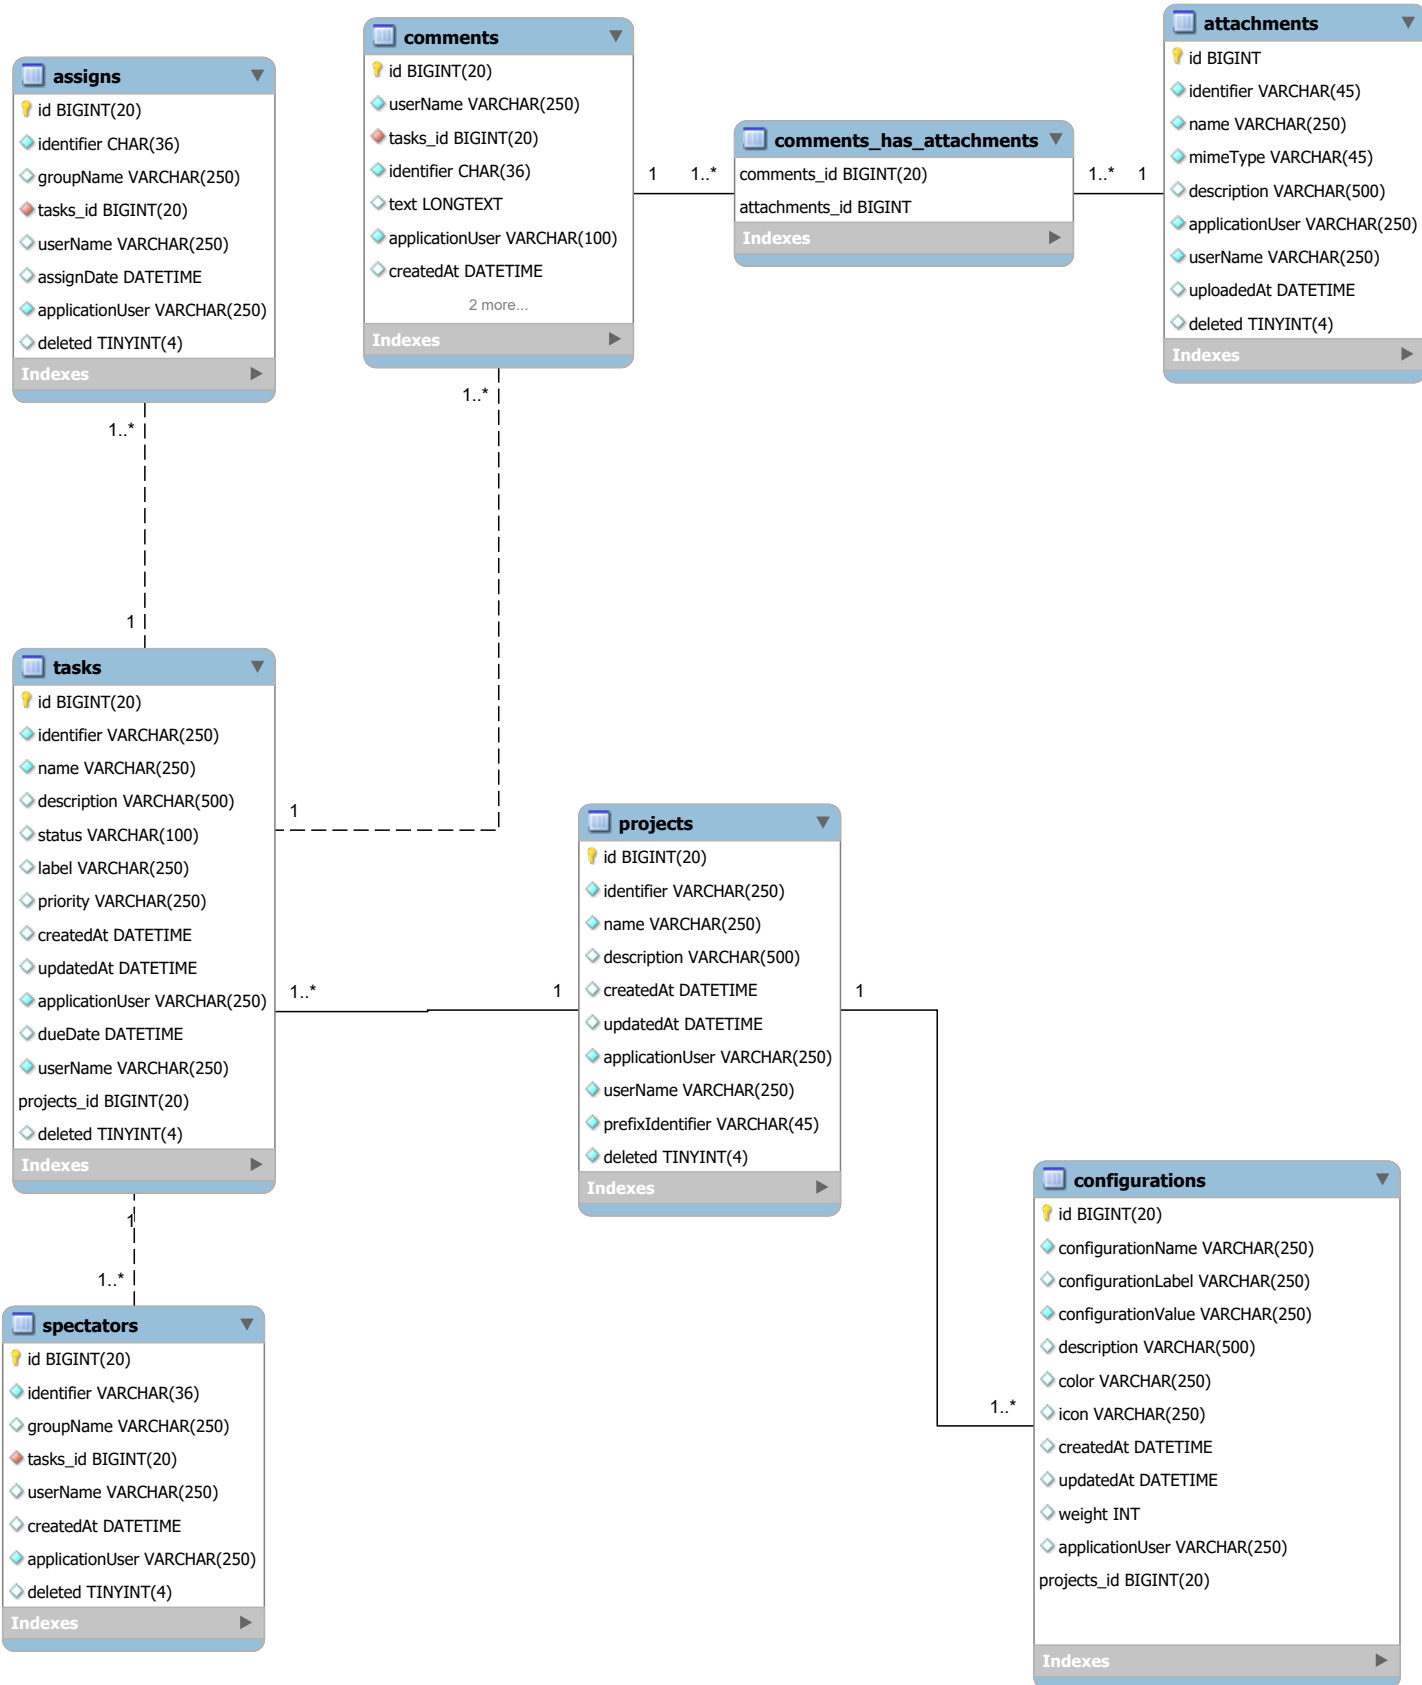 assigns
id BIGINT(20)
identifier CHAR(36)
groupName VARCHAR(250)
tasks_id BIGINT(20)
userName VARCHAR(250)
assignDate DATETIME
applicationUser VARCHAR(250)
deleted TINYINT(4)
Indexes
comments
id BIGINT(20)
userName VARCHAR(250)
tasks_id BIGINT(20)
identifier CHAR(36)
text LONGTEXT
applicationUser VARCHAR(100)
createdAt DATETIME
2 more...
Indexes
1
1..*
comments_has_attachments
comments_id BIGINT(20)
attachments_id BIGINT
Indexes
1..*
1
attachments
id BIGINT
identifier VARCHAR(45)
name VARCHAR(250)
mimeType VARCHAR(45)
description VARCHAR(500)
applicationUser VARCHAR(250)
userName VARCHAR(250)
uploadedAt DATETIME
deleted TINYINT(4)
Indexes
1..*
1..*
1
tasks
id BIGINT(20)
identifier VARCHAR(250)
name VARCHAR(250)
description VARCHAR(500)
status VARCHAR(100)
label VARCHAR(250)
priority VARCHAR(250)
createdAt DATETIME
updatedAt DATETIME
applicationUser VARCHAR(250)
dueDate DATETIME
userName VARCHAR(250)
projects_id BIGINT(20)
deleted TINYINT(4)
Indexes
1
1..*
1
projects
id BIGINT(20)
identifier VARCHAR(250)
name VARCHAR(250)
description VARCHAR(500)
createdAt DATETIME
updatedAt DATETIME
applicationUser VARCHAR(250)
userName VARCHAR(250)
prefixIdentifier VARCHAR(45)
deleted TINYINT(4)
Indexes
1
1..*
configurations
id BIGINT(20)
configurationName VARCHAR(250)
configurationLabel VARCHAR(250)
configurationValue VARCHAR(250)
description VARCHAR(500)
color VARCHAR(250)
icon VARCHAR(250)
createdAt DATETIME
updatedAt DATETIME
weight INT
applicationUser VARCHAR(250)
projects_id BIGINT(20)
Indexes
1
1..*
spectators
id BIGINT(20)
identifier VARCHAR(36)
groupName VARCHAR(250)
tasks_id BIGINT(20)
userName VARCHAR(250)
createdAt DATETIME
applicationUser VARCHAR(250)
deleted TINYINT(4)
Indexes